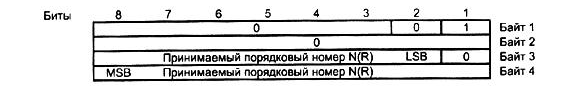 Биты 8 7 6 5 4 3 2 1
0 0 1 Байт 1
0 Байт 2
Принимаемый порядковый номер N(R) LSB 0 Байт 3
MSB Принимаемый порядковый номер N(R) Байт 4